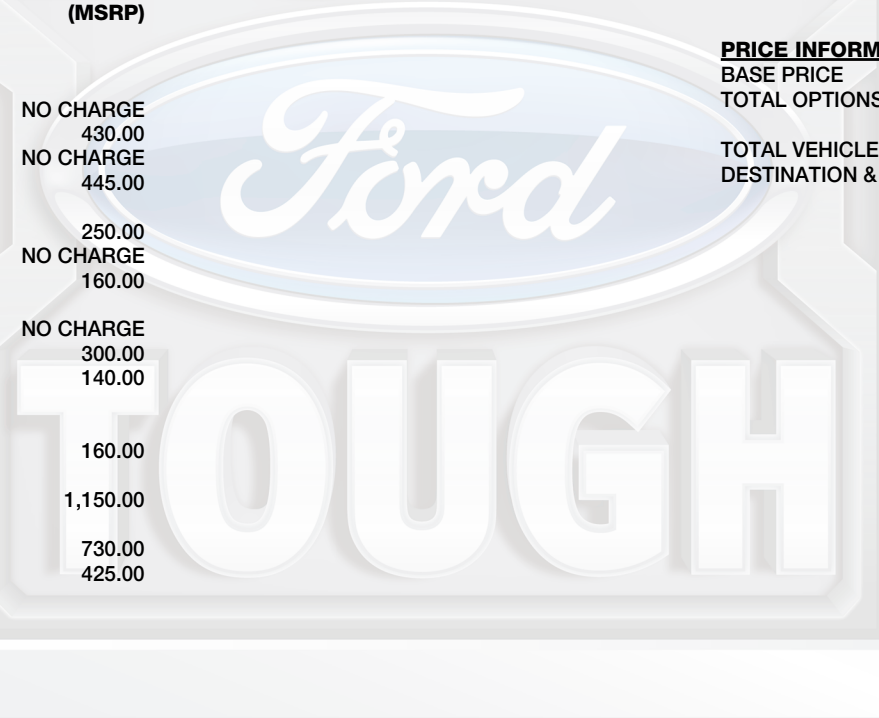 (MSRP)
NO CHARGE
430.00
NO CHARGE
445.00
250.00
NO CHARGE
160.00
NO CHARGE
300.00
140.00
160.00
1,150.00
730.00
425.00
PRICE INFORM
BASE PRICE
TOTAL OPTIONS
TOTAL VEHICLE
DESTINATION &
Ford
TOUGH